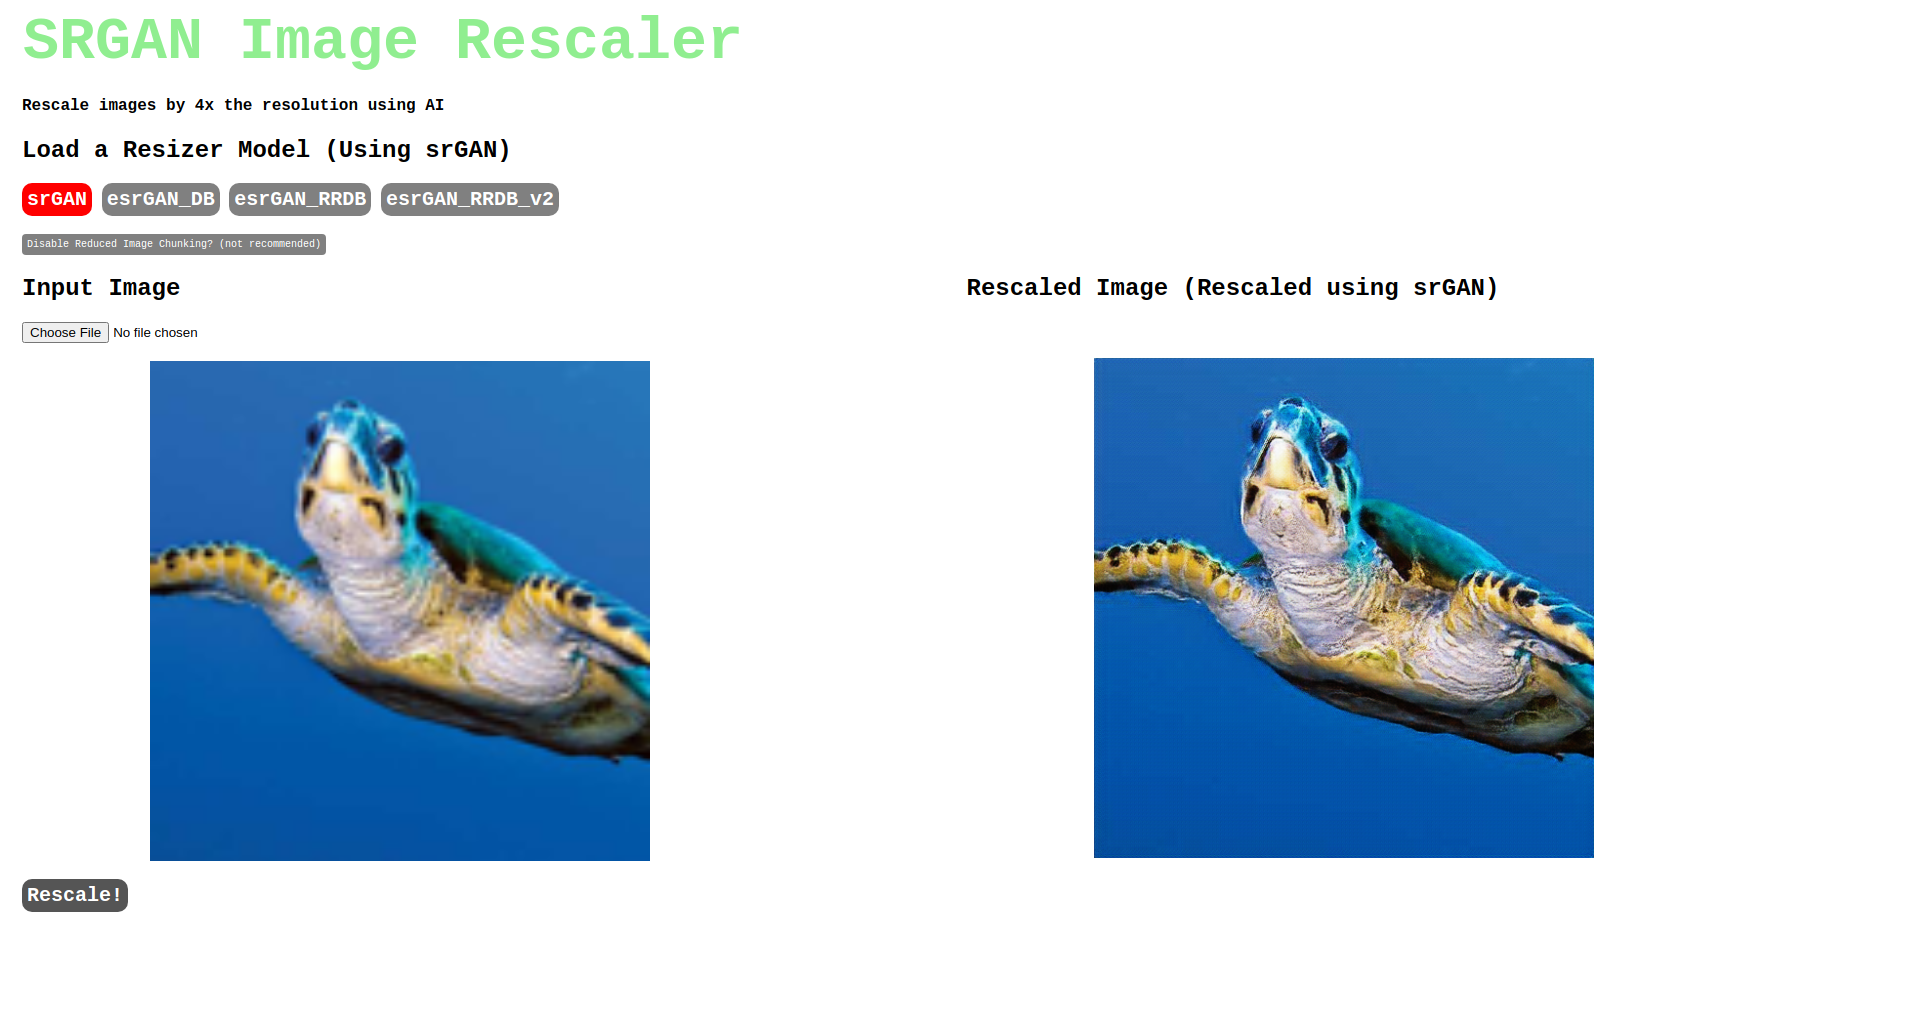 SRGAN Image Rescaler
Rescale images by 4x the resolution using AI
Load a Resizer Model (Using srGAN)
srGAN esrGAN_DB esrGAN_RRDB esrGAN_RRDB_v2
Disable Reduced Image Chunking? (not recommended)
Input Image
Rescaled Image (Rescaled using srGAN)
Choose File No file chosen
Rescale!